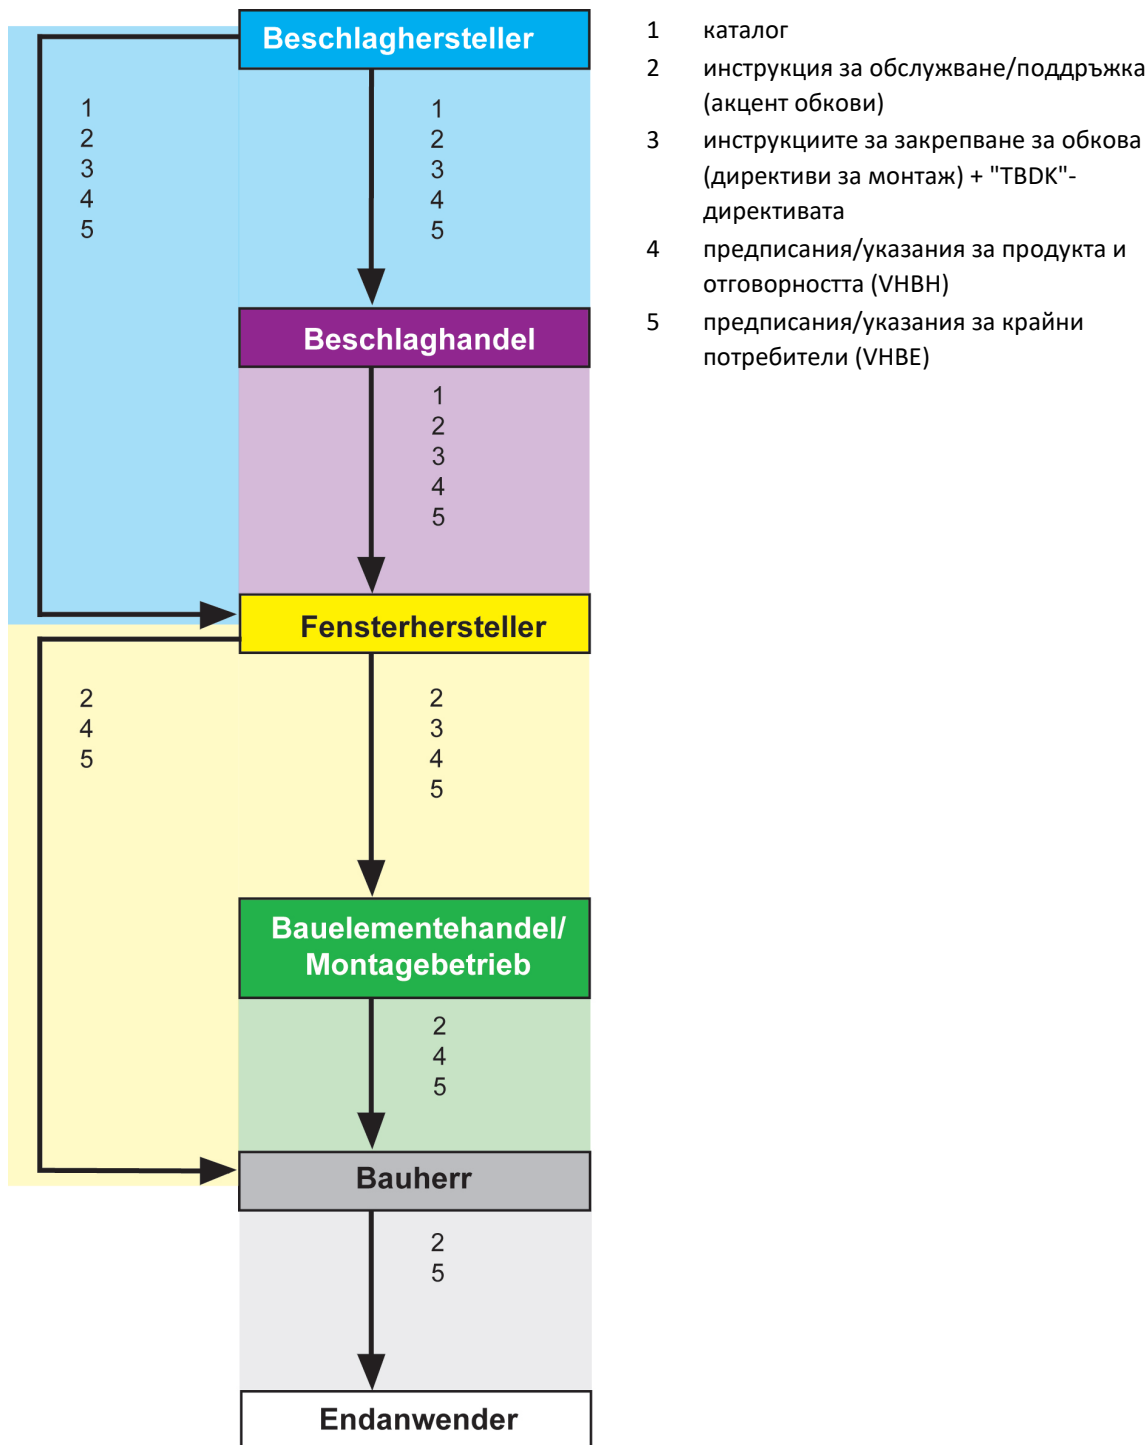 Beschlaghersteller
1
2
3
4
5
1
2
3
4
5
Beschlaghandel
1
2
3
4
5
Fensterhersteller
2
4
5
2
3
4
5
Bauelementehandel/
Montagebetrieb
2
4
5
Bauherr
2
5
Endanwender
1 каталог
2 инструкция за обслужване/поддръжка
(акцент обкови)
3 инструкциите за закрепване за обкова
(директиви за монтаж) + "TBDK"-
директивата
4 предписания/указания за продукта и
отговорността (VHBH)
5 предписания/указания за крайни
потребители (VHBE)